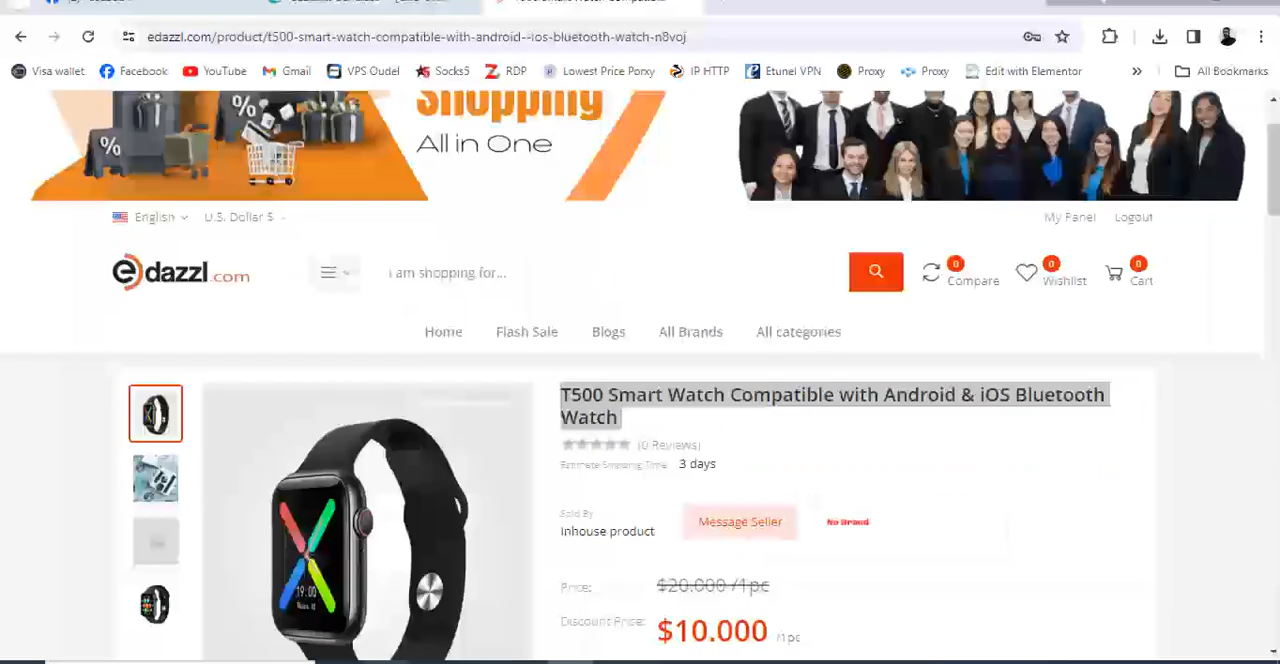 edazzl.com/product/t500-smart-watch-compatible-with-android--ios-bluetooth-watch-n8voj
Visa wallet Facebook YouTube Gmail VPS Oudel Socks5 RDP Lowest Price Porxy IP HTTP Etunel VPN Proxy Proxy Edit with Elementor » All Bookmarks
Shopping
All in One
%
%
English U.S. Dollar $
My Panel Logout
edazzl.com
I am shopping for...
0 Compare
0 Wishlist
0 Cart
Home Flash Sale Blogs All Brands All categories
T500 Smart Watch Compatible with Android & iOS Bluetooth
Watch
(0 Reviews)
Estimate Shipping Time: 3 days
Sold By
Inhouse product
Message Seller
No Brand
Price: $20.000 /1pc
Discount Price: $10.000 /1pc
19:00